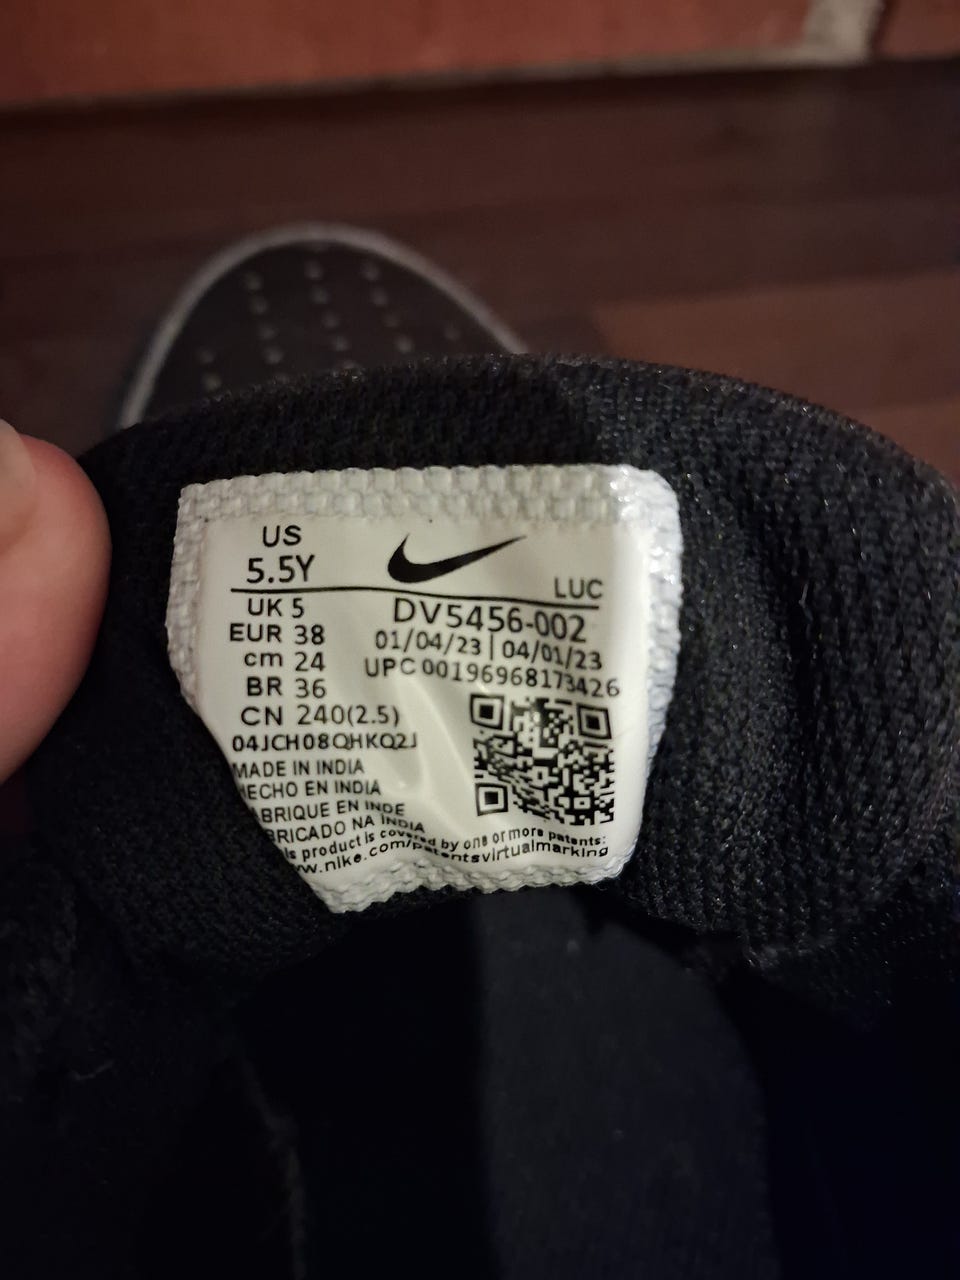 US
5.5Y
LUC
UK 5
EUR 38
cm 24
BR 36
CN 240(2.5)
DV5456-002
01/04/23 | 04/01/23
UPC 00196968173426
04JCH08QHKQ2J
MADE IN INDIA
HECHO EN INDIA
ABRIQUE EN INDE
BRICADO NA INDIA
is product is covered by one or more patents:
w.nike.com/patentsvirtualmarking